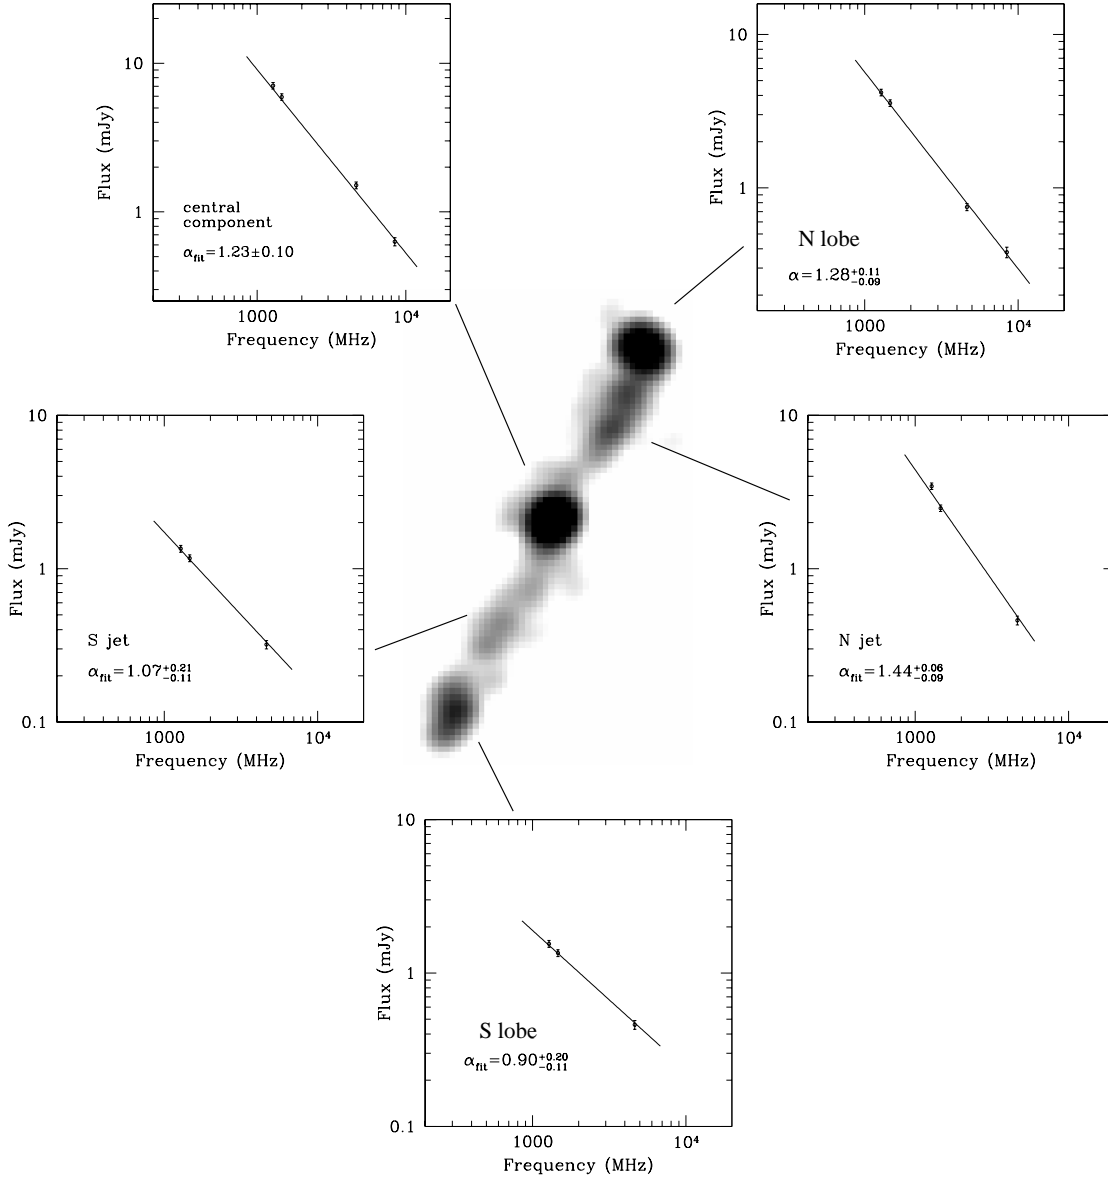 10
1
Flux (mJy)
central
component
αfit=1.23±0.10
1000
10⁴
Frequency (MHz)
10
1
Flux (mJy)
N lobe
α=1.28+0.11−0.09
1000
10⁴
Frequency (MHz)
10
1
0.1
Flux (mJy)
S jet
αfit=1.07+0.21−0.11
1000
10⁴
Frequency (MHz)
10
1
0.1
Flux (mJy)
N jet
αfit=1.44+0.06−0.09
1000
10⁴
Frequency (MHz)
10
1
0.1
Flux (mJy)
S lobe
αfit=0.90+0.20−0.11
1000
10⁴
Frequency (MHz)